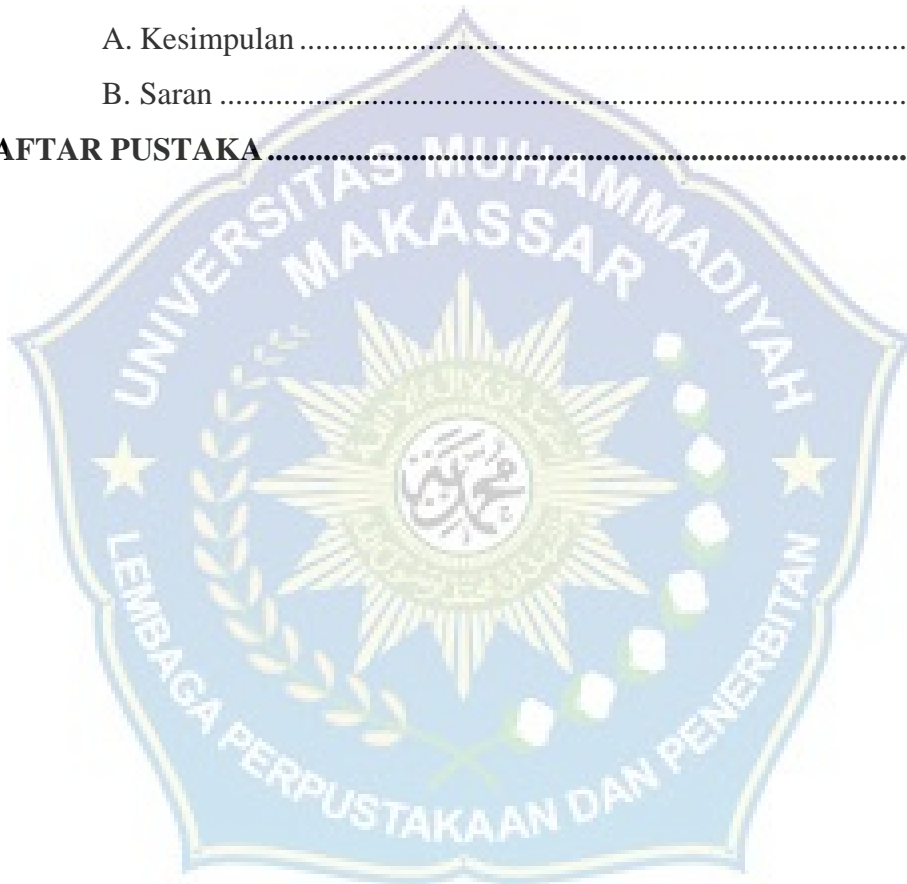 A. Kesimpulan ........................................................................................
B. Saran ..................................................................................................
AFTAR PUSTAKA ................................................................................
UNIVERSITAS MUHAMMADIYAH
MAKASSAR
LEMBAGA PERPUSTAKAAN DAN PENERBITAN